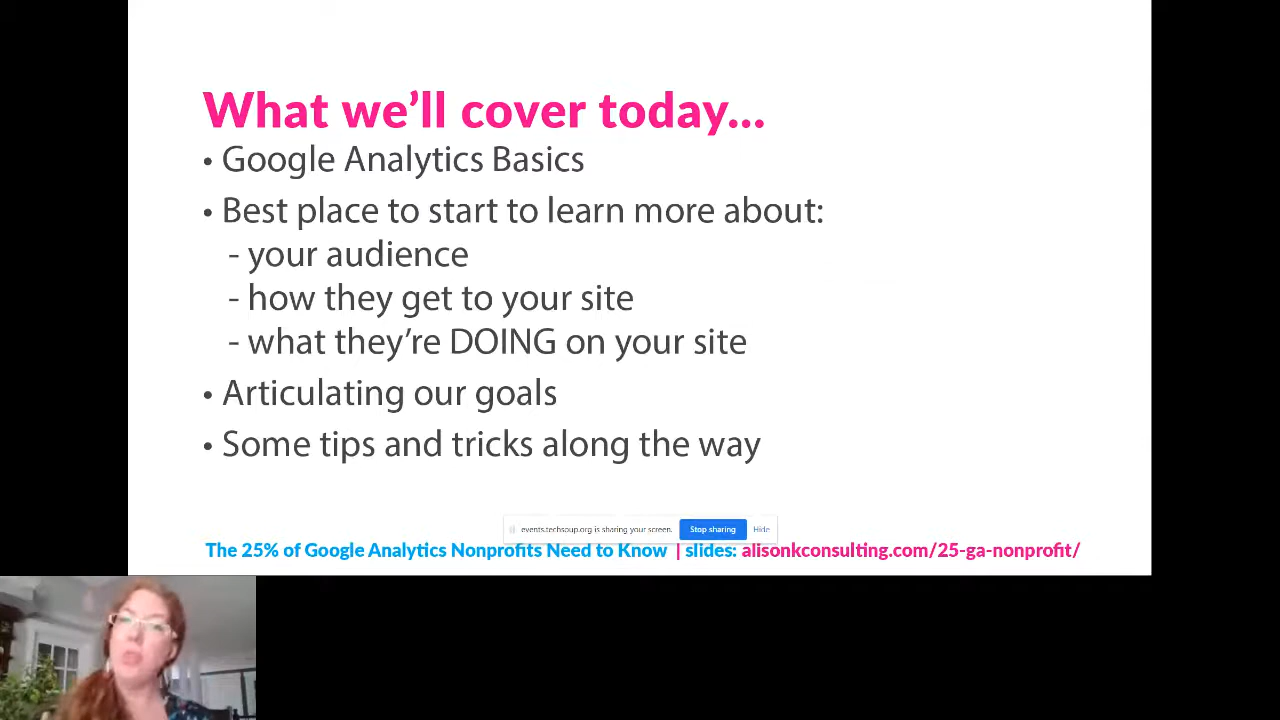 What we’ll cover today...
• Google Analytics Basics
• Best place to start to learn more about:
- your audience
- how they get to your site
- what they’re DOING on your site
• Articulating our goals
• Some tips and tricks along the way
events.techsoup.org is sharing your screen. Stop sharing Hide
The 25% of Google Analytics Nonprofits Need to Know | slides: alisonkconsulting.com/25-ga-nonprofit/